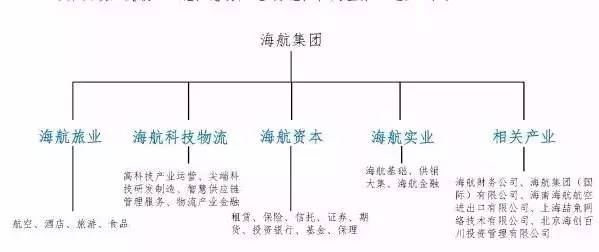 海航集团
海航旅业
海航科技物流
海航资本
海航实业
相关产业
航空、酒店、旅游、食品
高科技产业运营、尖端科
技研发制造、智慧供应链
管理服务、物流产业金融
租赁、保险、信托、证券、期
货、投资银行、基金、保理
海航基础、供销
大集、海航金融
海航财务公司、海航集团（国
际）有限公司、海南海航航空
进出口有限公司、上海喆兔网
络技术有限公司、北京海创百
川投资管理有限公司